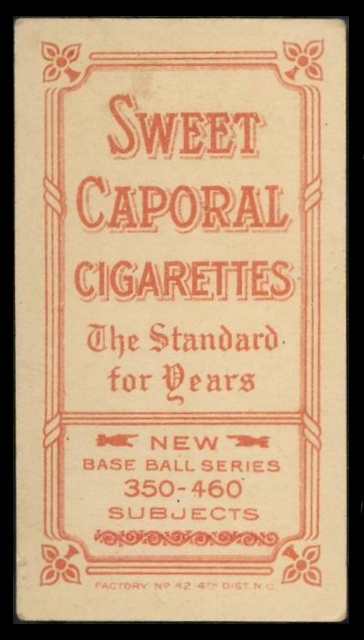 SWEET
CAPORAL
CIGARETTES
The Standard
for Years
NEW
BASE BALL SERIES
350-460
SUBJECTS
FACTORY Nº 42 4TH DIST. N.C.